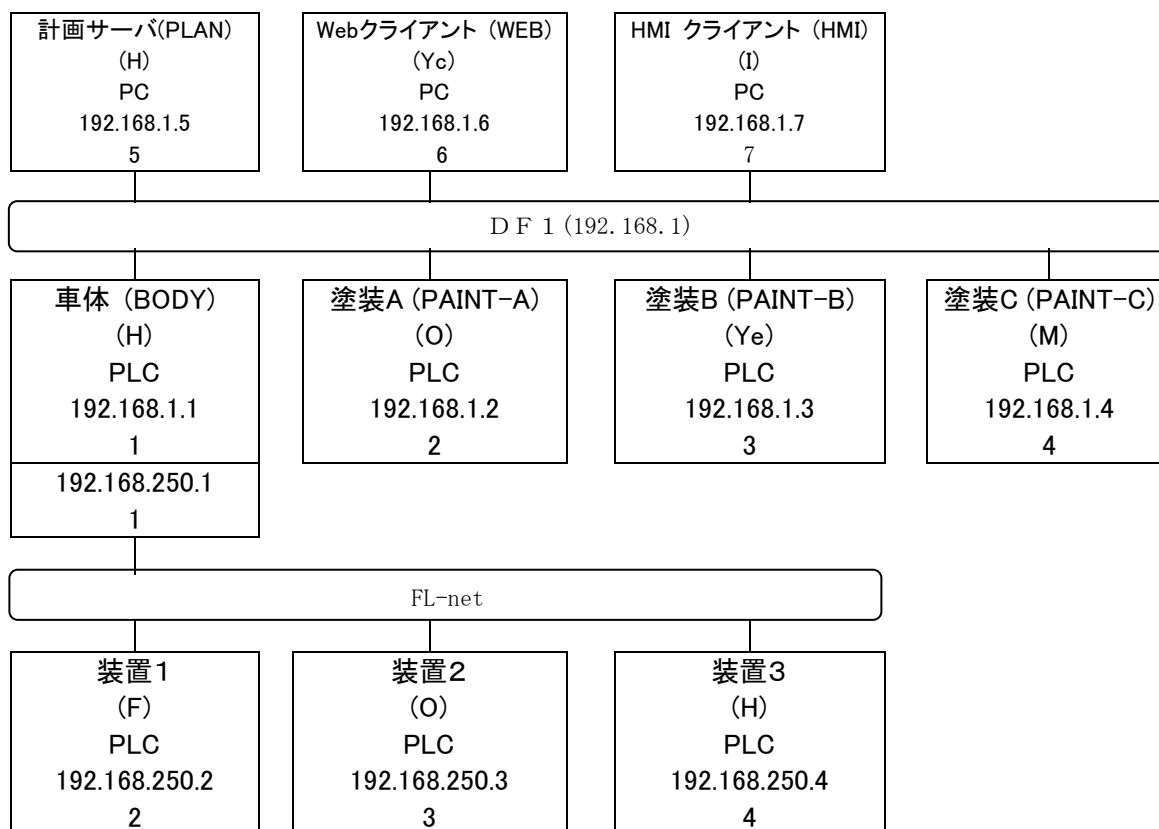 計画サーバ(PLAN)
(H)
PC
192.168.1.5
5
Webクライアント (WEB)
(Yc)
PC
192.168.1.6
6
HMI クライアント (HMI)
(I)
PC
192.168.1.7
7
ＤＦ１(192.168.1)
車体 (BODY)
(H)
PLC
192.168.1.1
1
192.168.250.1
1
塗装A (PAINT-A)
(O)
PLC
192.168.1.2
2
塗装B (PAINT-B)
(Ye)
PLC
192.168.1.3
3
塗装C (PAINT-C)
(M)
PLC
192.168.1.4
4
FL-net
装置１
(F)
PLC
192.168.250.2
2
装置２
(O)
PLC
192.168.250.3
3
装置３
(H)
PLC
192.168.250.4
4